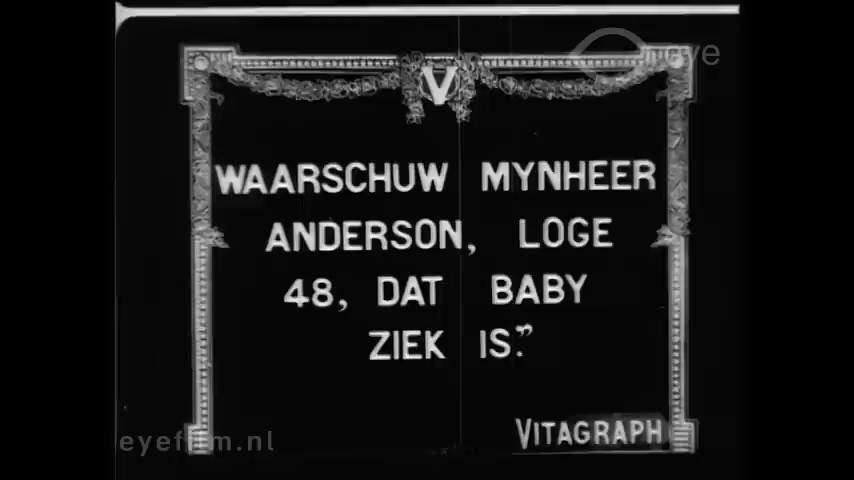 eye
V
WAARSCHUW MYNHEER
ANDERSON, LOGE
48, DAT BABY
ZIEK IS."
VITAGRAPH
eyefilm.nl